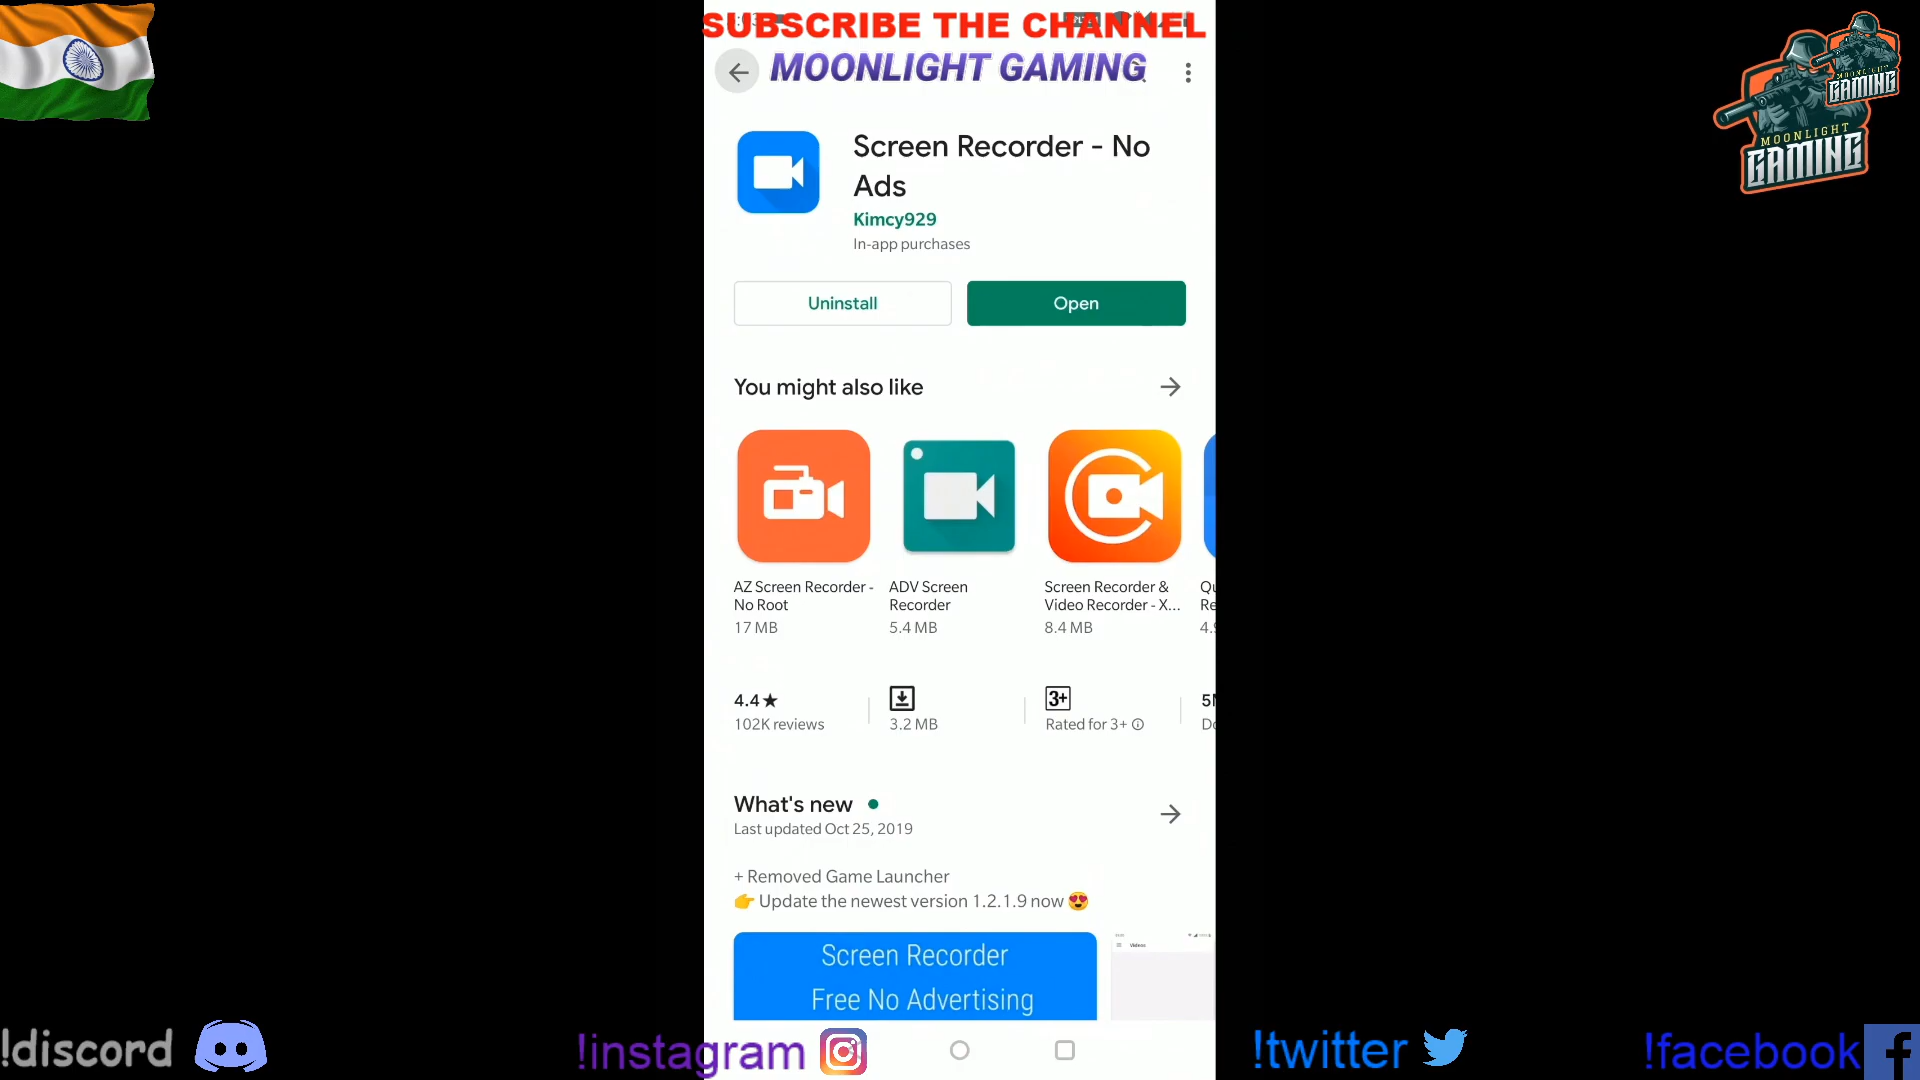 SUBSCRIBE THE CHANNEL
MOONLIGHT GAMING
MOONLIGHT
GAMING
MOONLIGHT
GAMING
Screen Recorder - No
Ads
Kimcy929
In-app purchases
Uninstall
Open
You might also like
AZ Screen Recorder -
No Root
17 MB
ADV Screen
Recorder
5.4 MB
Screen Recorder &
Video Recorder - X...
8.4 MB
4.4★
102K reviews
3.2 MB
3+
Rated for 3+
What's new
Last updated Oct 25, 2019
+ Removed Game Launcher
👉 Update the newest version 1.2.1.9 now 😍
Screen Recorder
Free No Advertising
Videos
!discord
!instagram
!twitter
!facebook